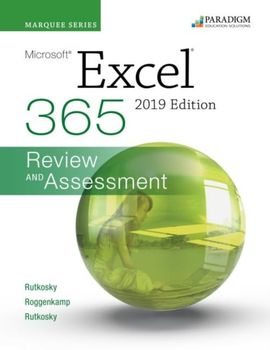 MARQUEE SERIES
PARADIGM
EDUCATION SOLUTIONS
Microsoft®
Excel®
365 2019 Edition
Review
AND Assessment
Rutkosky
Roggenkamp
Rutkosky